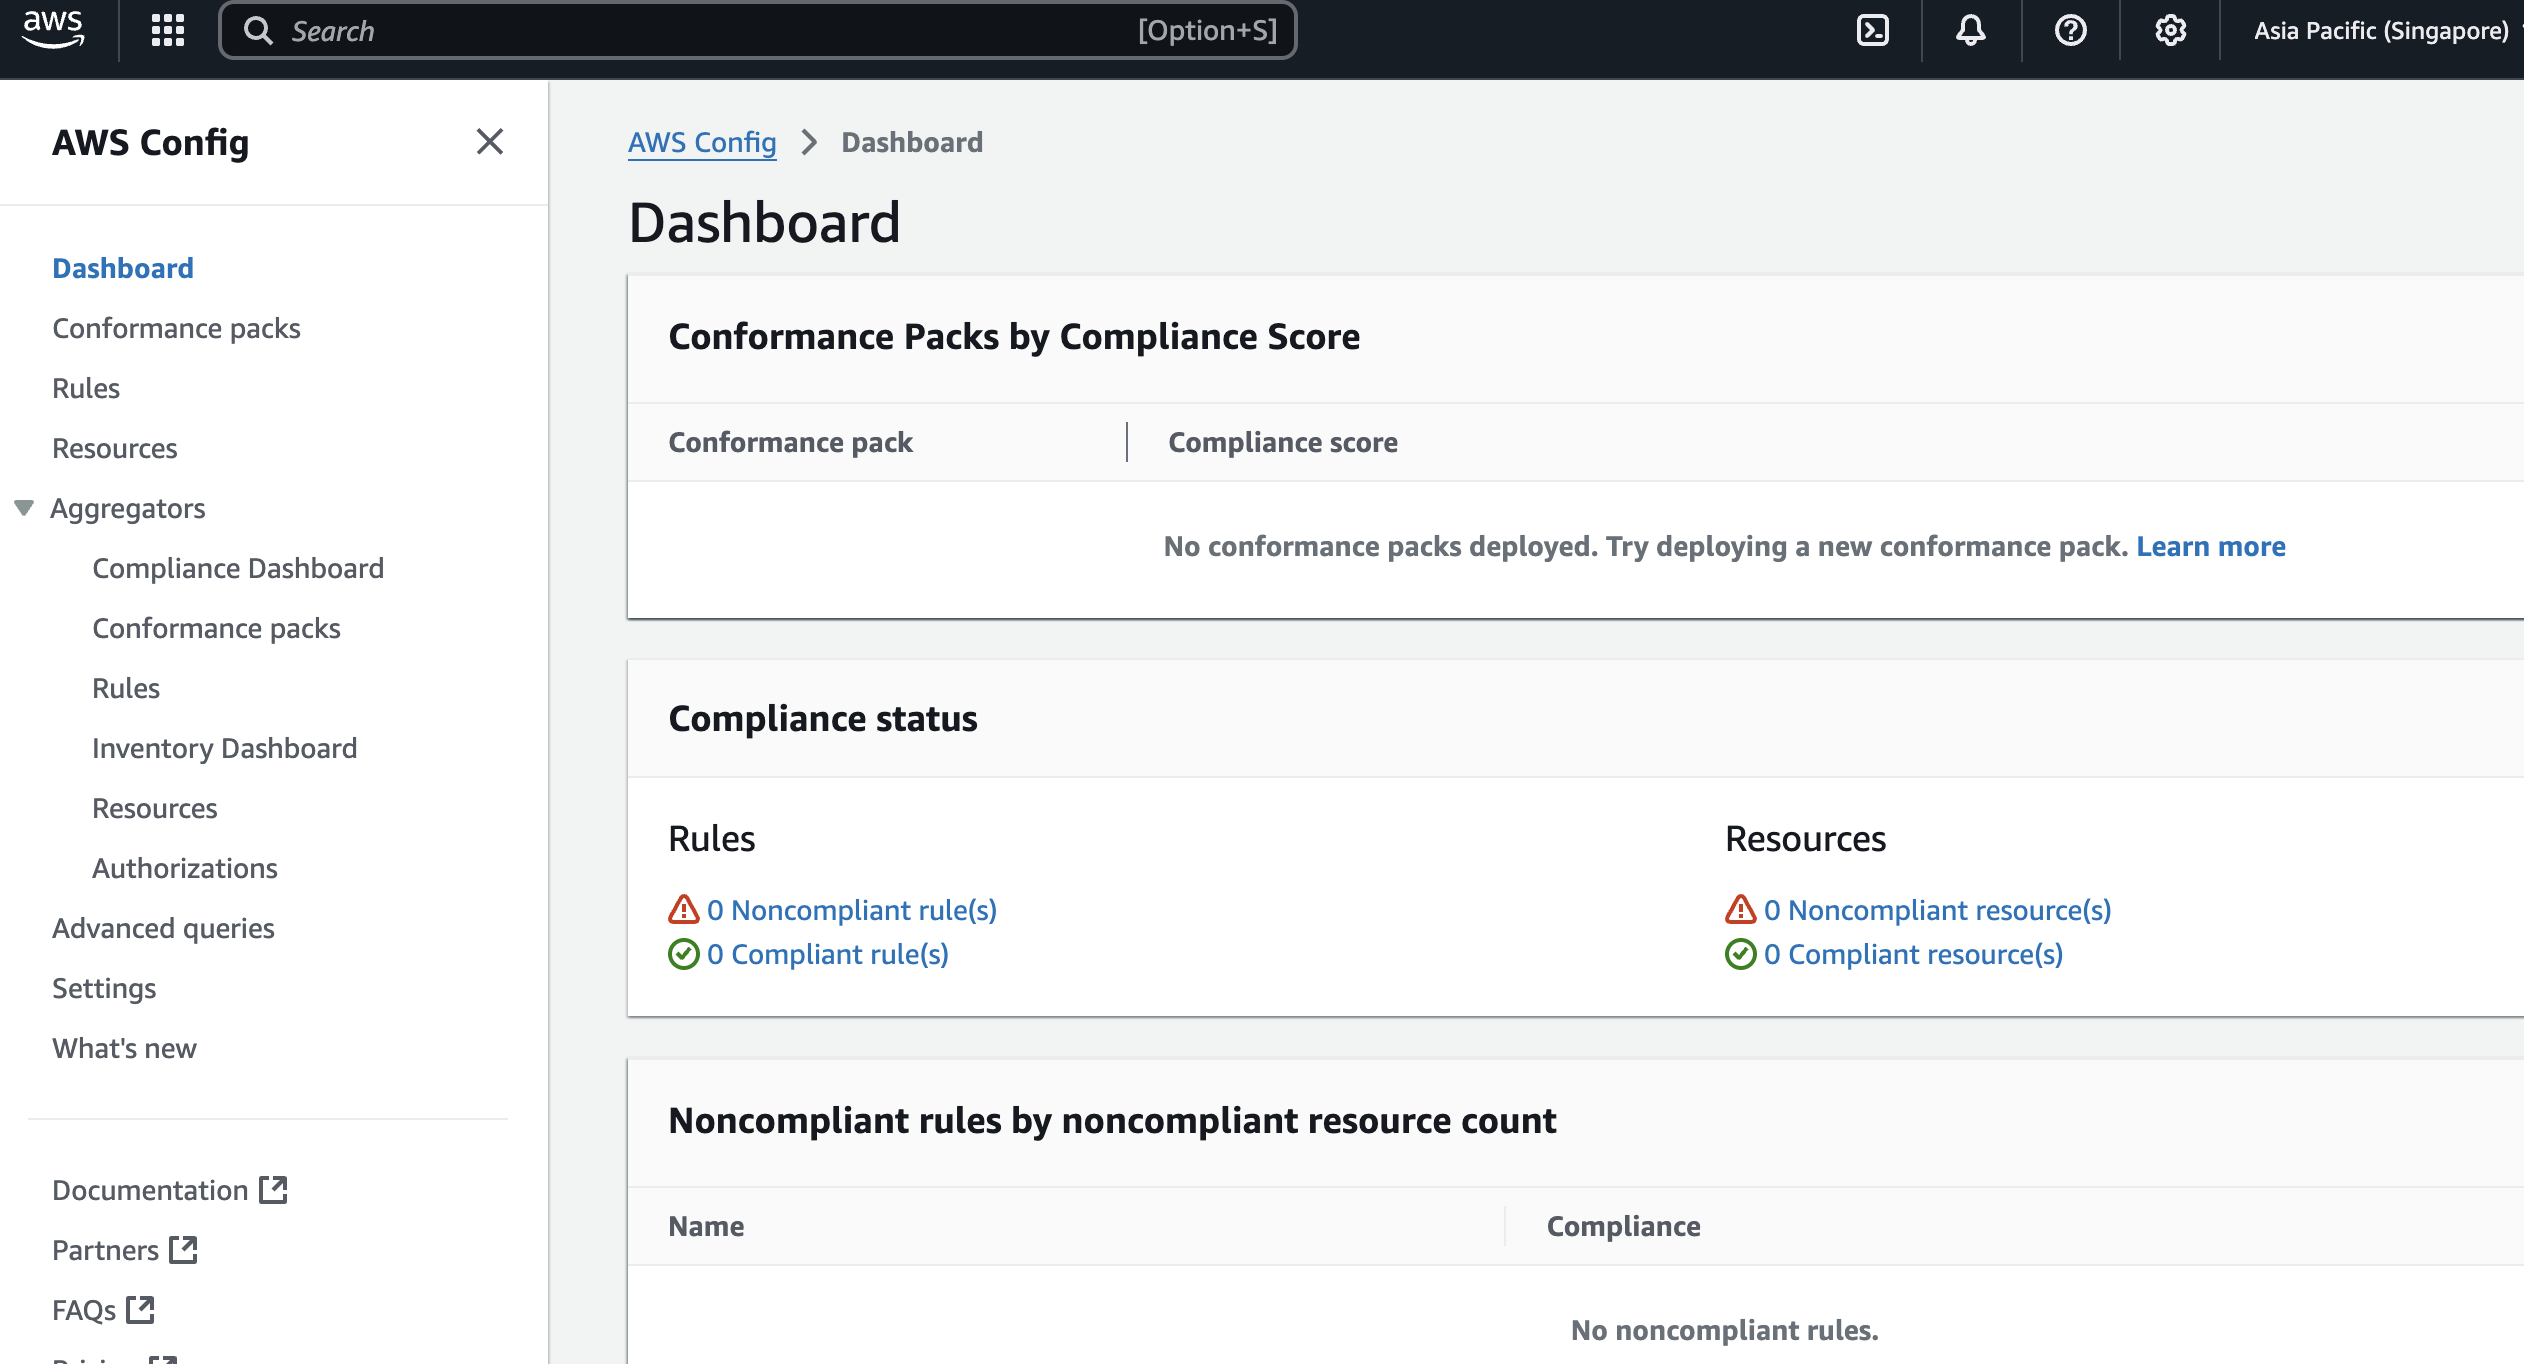 aws
Search [Option+S]
Asia Pacific (Singapore)
AWS Config
Dashboard
Conformance packs
Rules
Resources
Aggregators
Compliance Dashboard
Conformance packs
Rules
Inventory Dashboard
Resources
Authorizations
Advanced queries
Settings
What's new
Documentation
Partners
FAQs
AWS Config > Dashboard
Dashboard
Conformance Packs by Compliance Score
Conformance pack Compliance score
No conformance packs deployed. Try deploying a new conformance pack. Learn more
Compliance status
Rules
0 Noncompliant rule(s)
0 Compliant rule(s)
Resources
0 Noncompliant resource(s)
0 Compliant resource(s)
Noncompliant rules by noncompliant resource count
Name Compliance
No noncompliant rules.